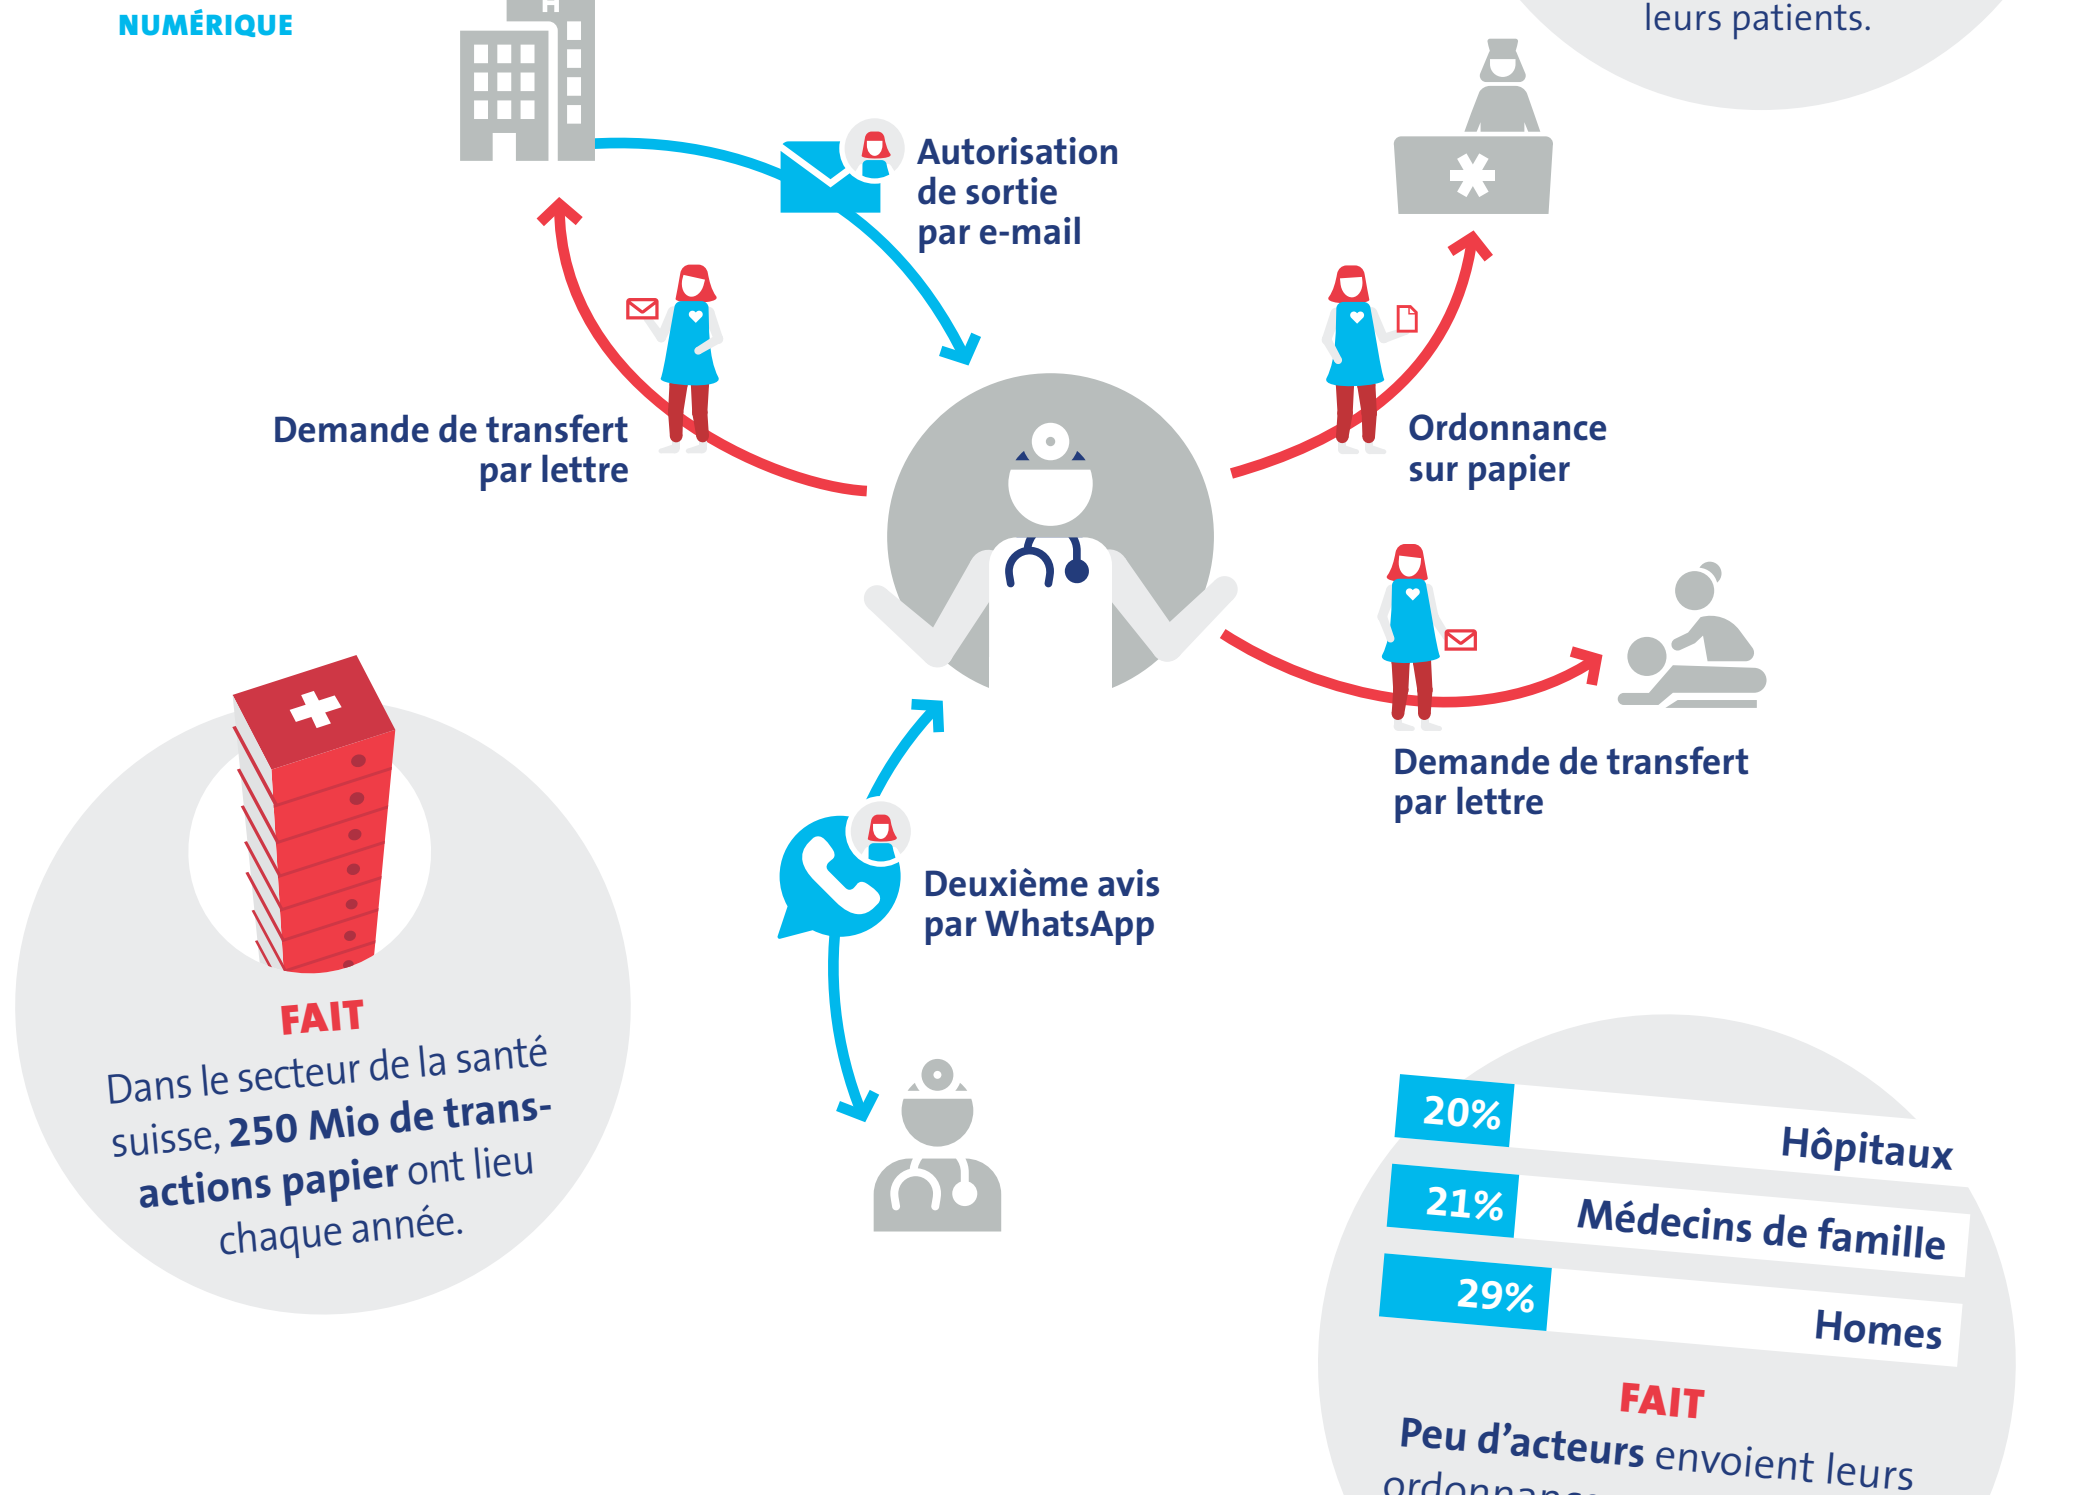 NUMÉRIQUE
H
leurs patients.
Autorisation
de sortie
par e-mail
Demande de transfert
par lettre
Ordonnance
sur papier
Demande de transfert
par lettre
Deuxième avis
par WhatsApp
FAIT
Dans le secteur de la santé
suisse, 250 Mio de trans-
actions papier ont lieu
chaque année.
20% Hôpitaux
21% Médecins de famille
29% Homes
FAIT
Peu d’acteurs envoient leurs